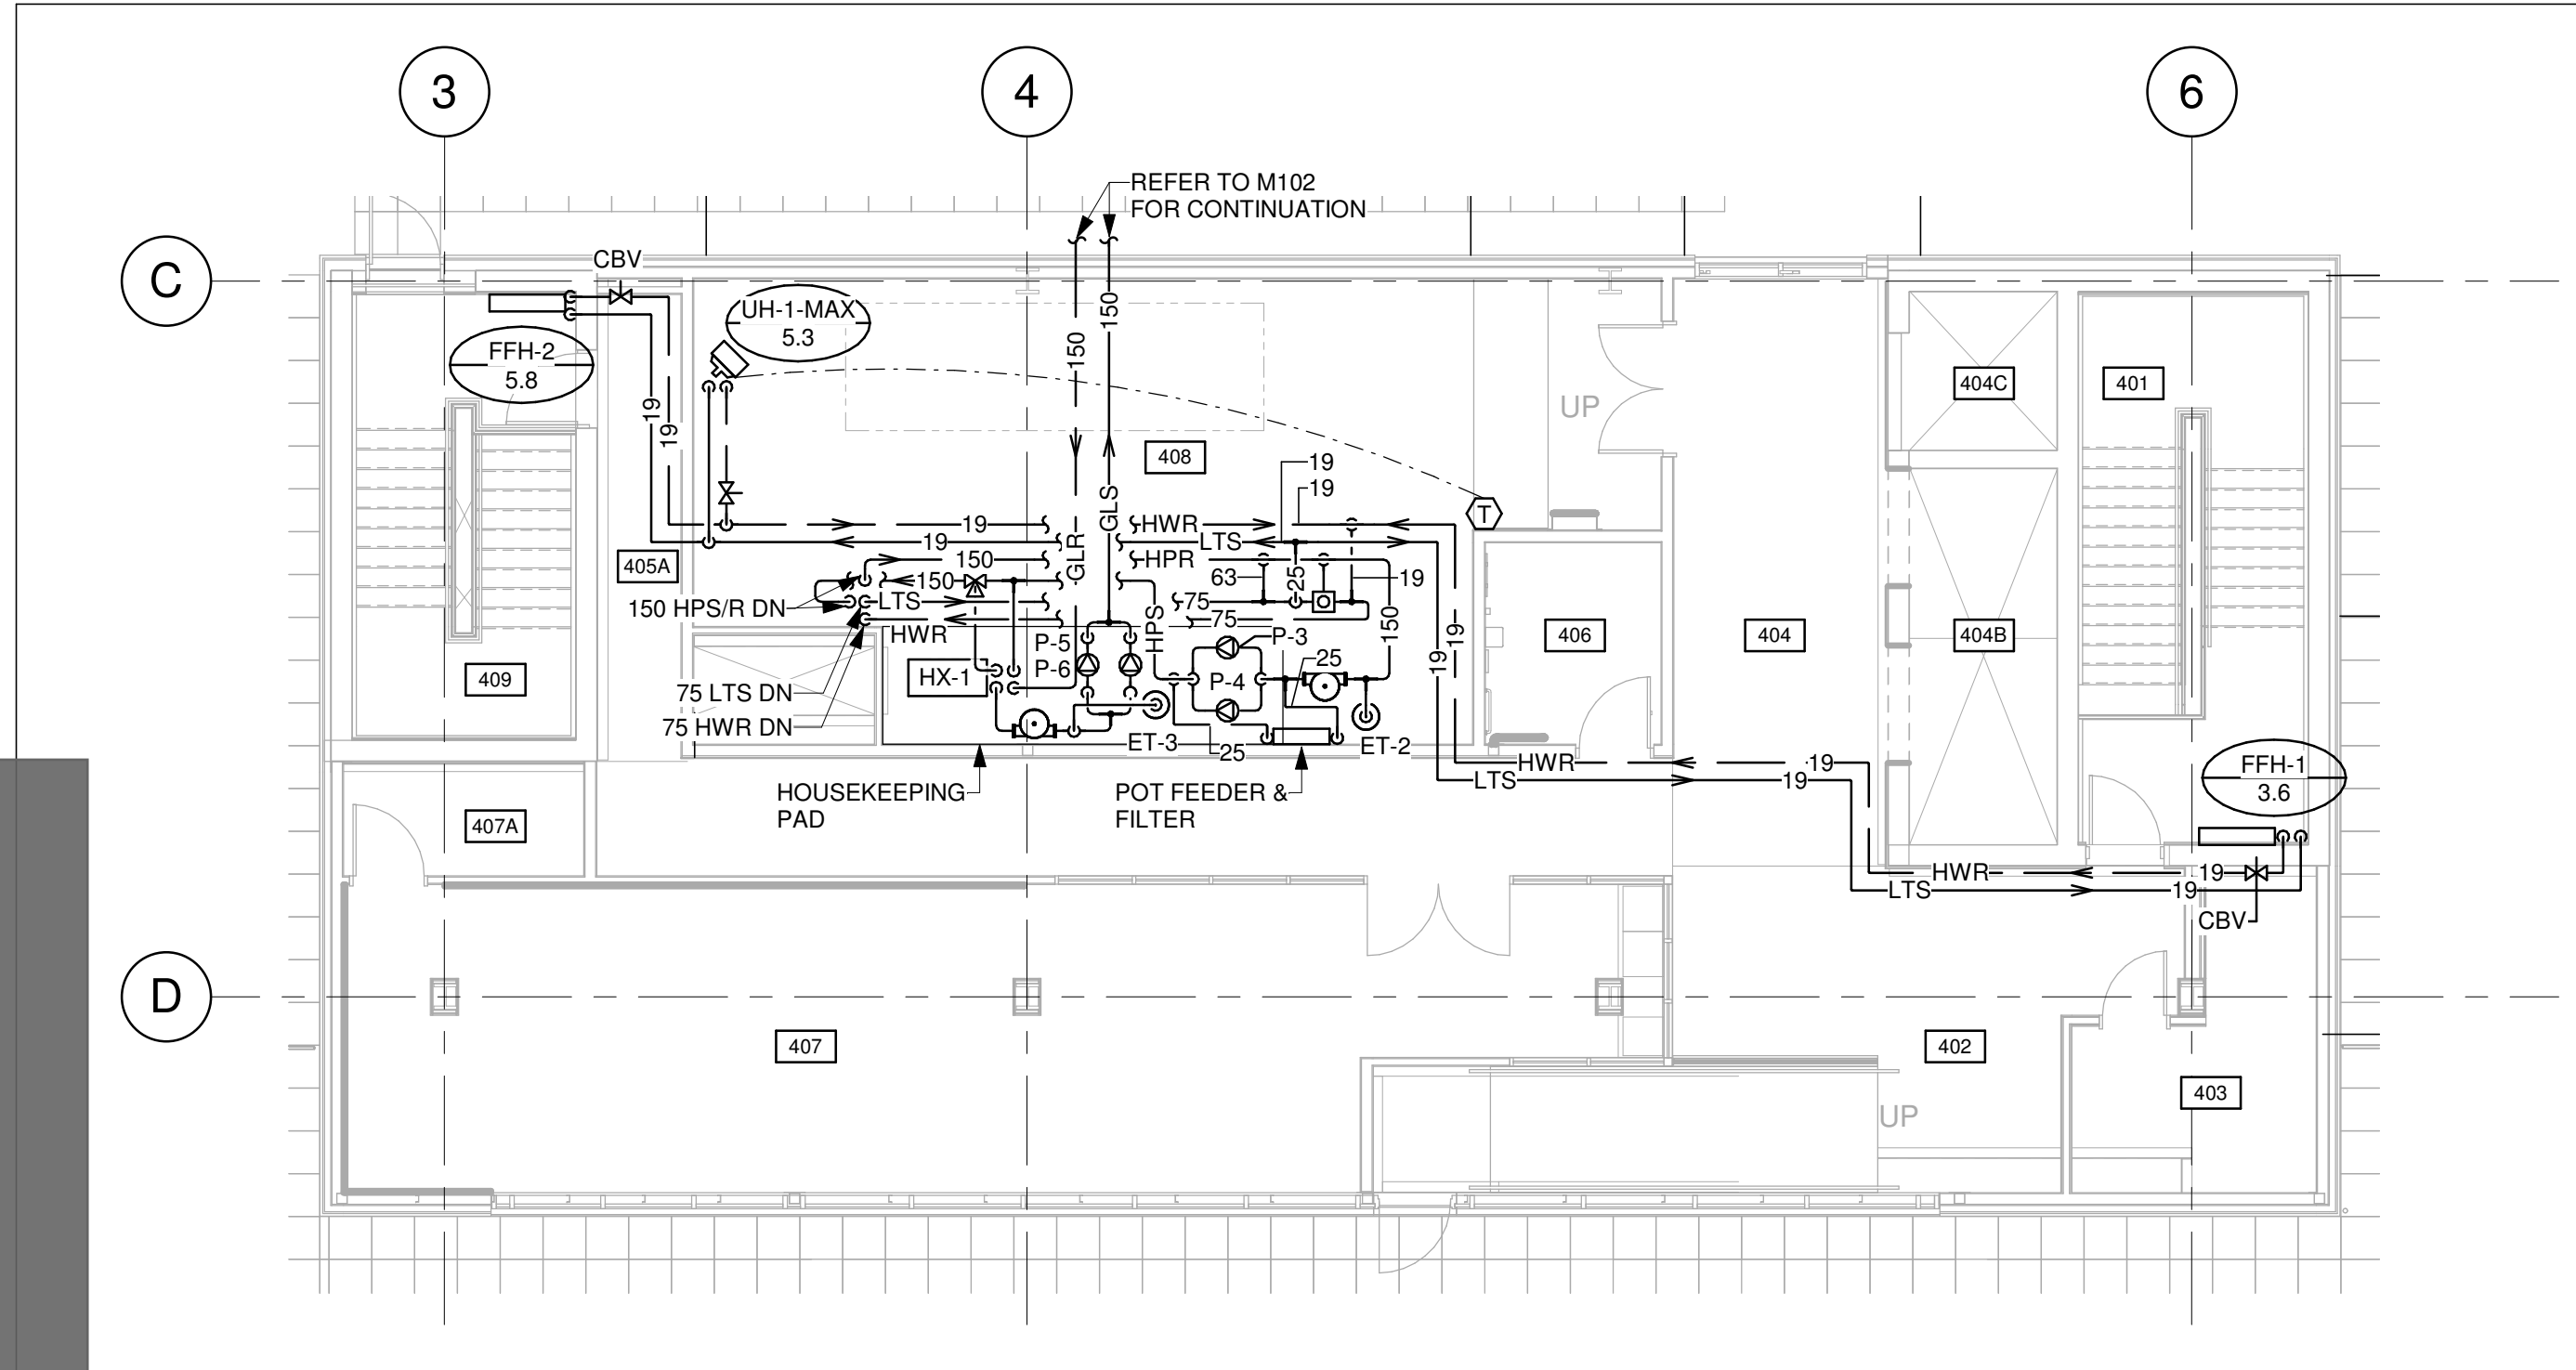 3
4
6
REFER TO M102
FOR CONTINUATION
C
CBV
UH-1-MAX
5.3
150
150
FFH-2
5.8
404C
401
UP
19
19
408
GLS
19
19
T
19
HWR
19
LTS
GLR
405A
150
HPR
150
63
25
19
150 HPS/R DN
LTS
75
75
HWR
HPS
150
19
19
P-5
P-6
P-3
25
P-4
HX-1
406
404
404B
409
75 LTS DN
75 HWR DN
ET-3
25
ET-2
HWR
19
LTS
19
FFH-1
3.6
HOUSEKEEPING
PAD
POT FEEDER &
FILTER
407A
HWR
19
LTS
19
CBV
D
407
402
403
UP